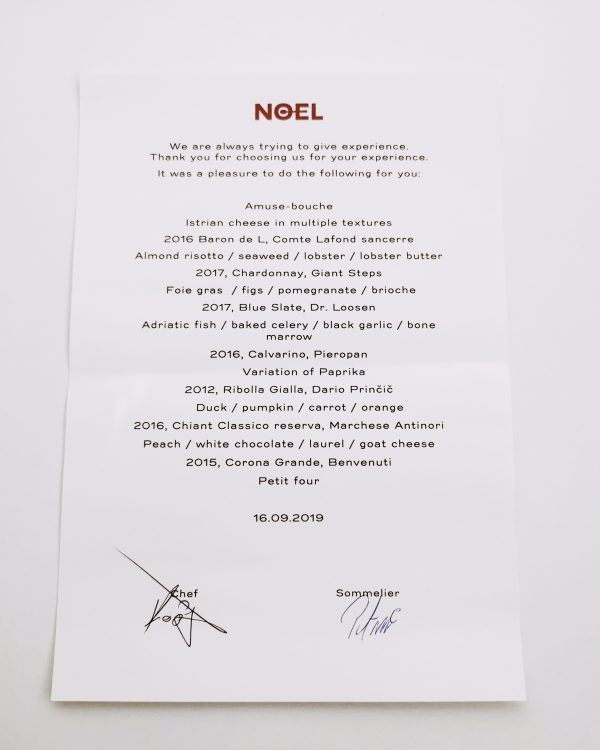 NOEL
We are always trying to give experience.
Thank you for choosing us for your experience.
It was a pleasure to do the following for you:
Amuse-bouche
Istrian cheese in multiple textures
2016 Baron de L, Comte Lafond sancerre
Almond risotto / seaweed / lobster / lobster butter
2017, Chardonnay, Giant Steps
Foie gras / figs / pomegranate / brioche
2017, Blue Slate, Dr. Loosen
Adriatic fish / baked celery / black garlic / bone
marrow
2016, Calvarino, Pieropan
Variation of Paprika
2012, Ribolla Gialla, Dario Prinčič
Duck / pumpkin / carrot / orange
2016, Chiant Classico reserva, Marchese Antinori
Peach / white chocolate / laurel / goat cheese
2015, Corona Grande, Benvenuti
Petit four
16.09.2019
Chef
Sommelier